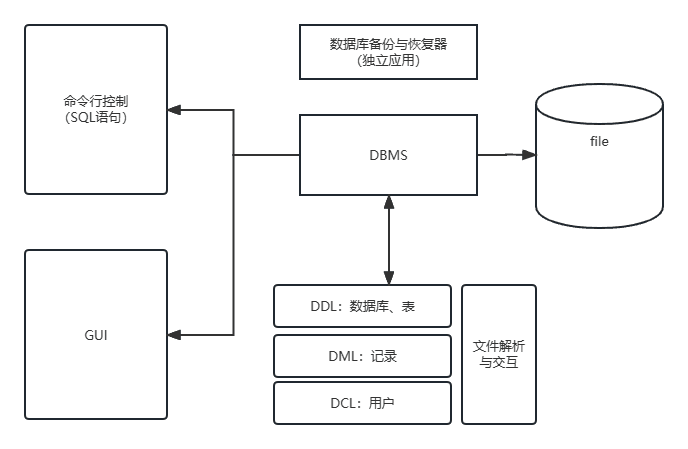 数据库备份与恢复器
（独立应用）
命令行控制
（SQL语句）
DBMS
file
GUI
DDL：数据库、表
DML：记录
DCL：用户
文件解析
与交互